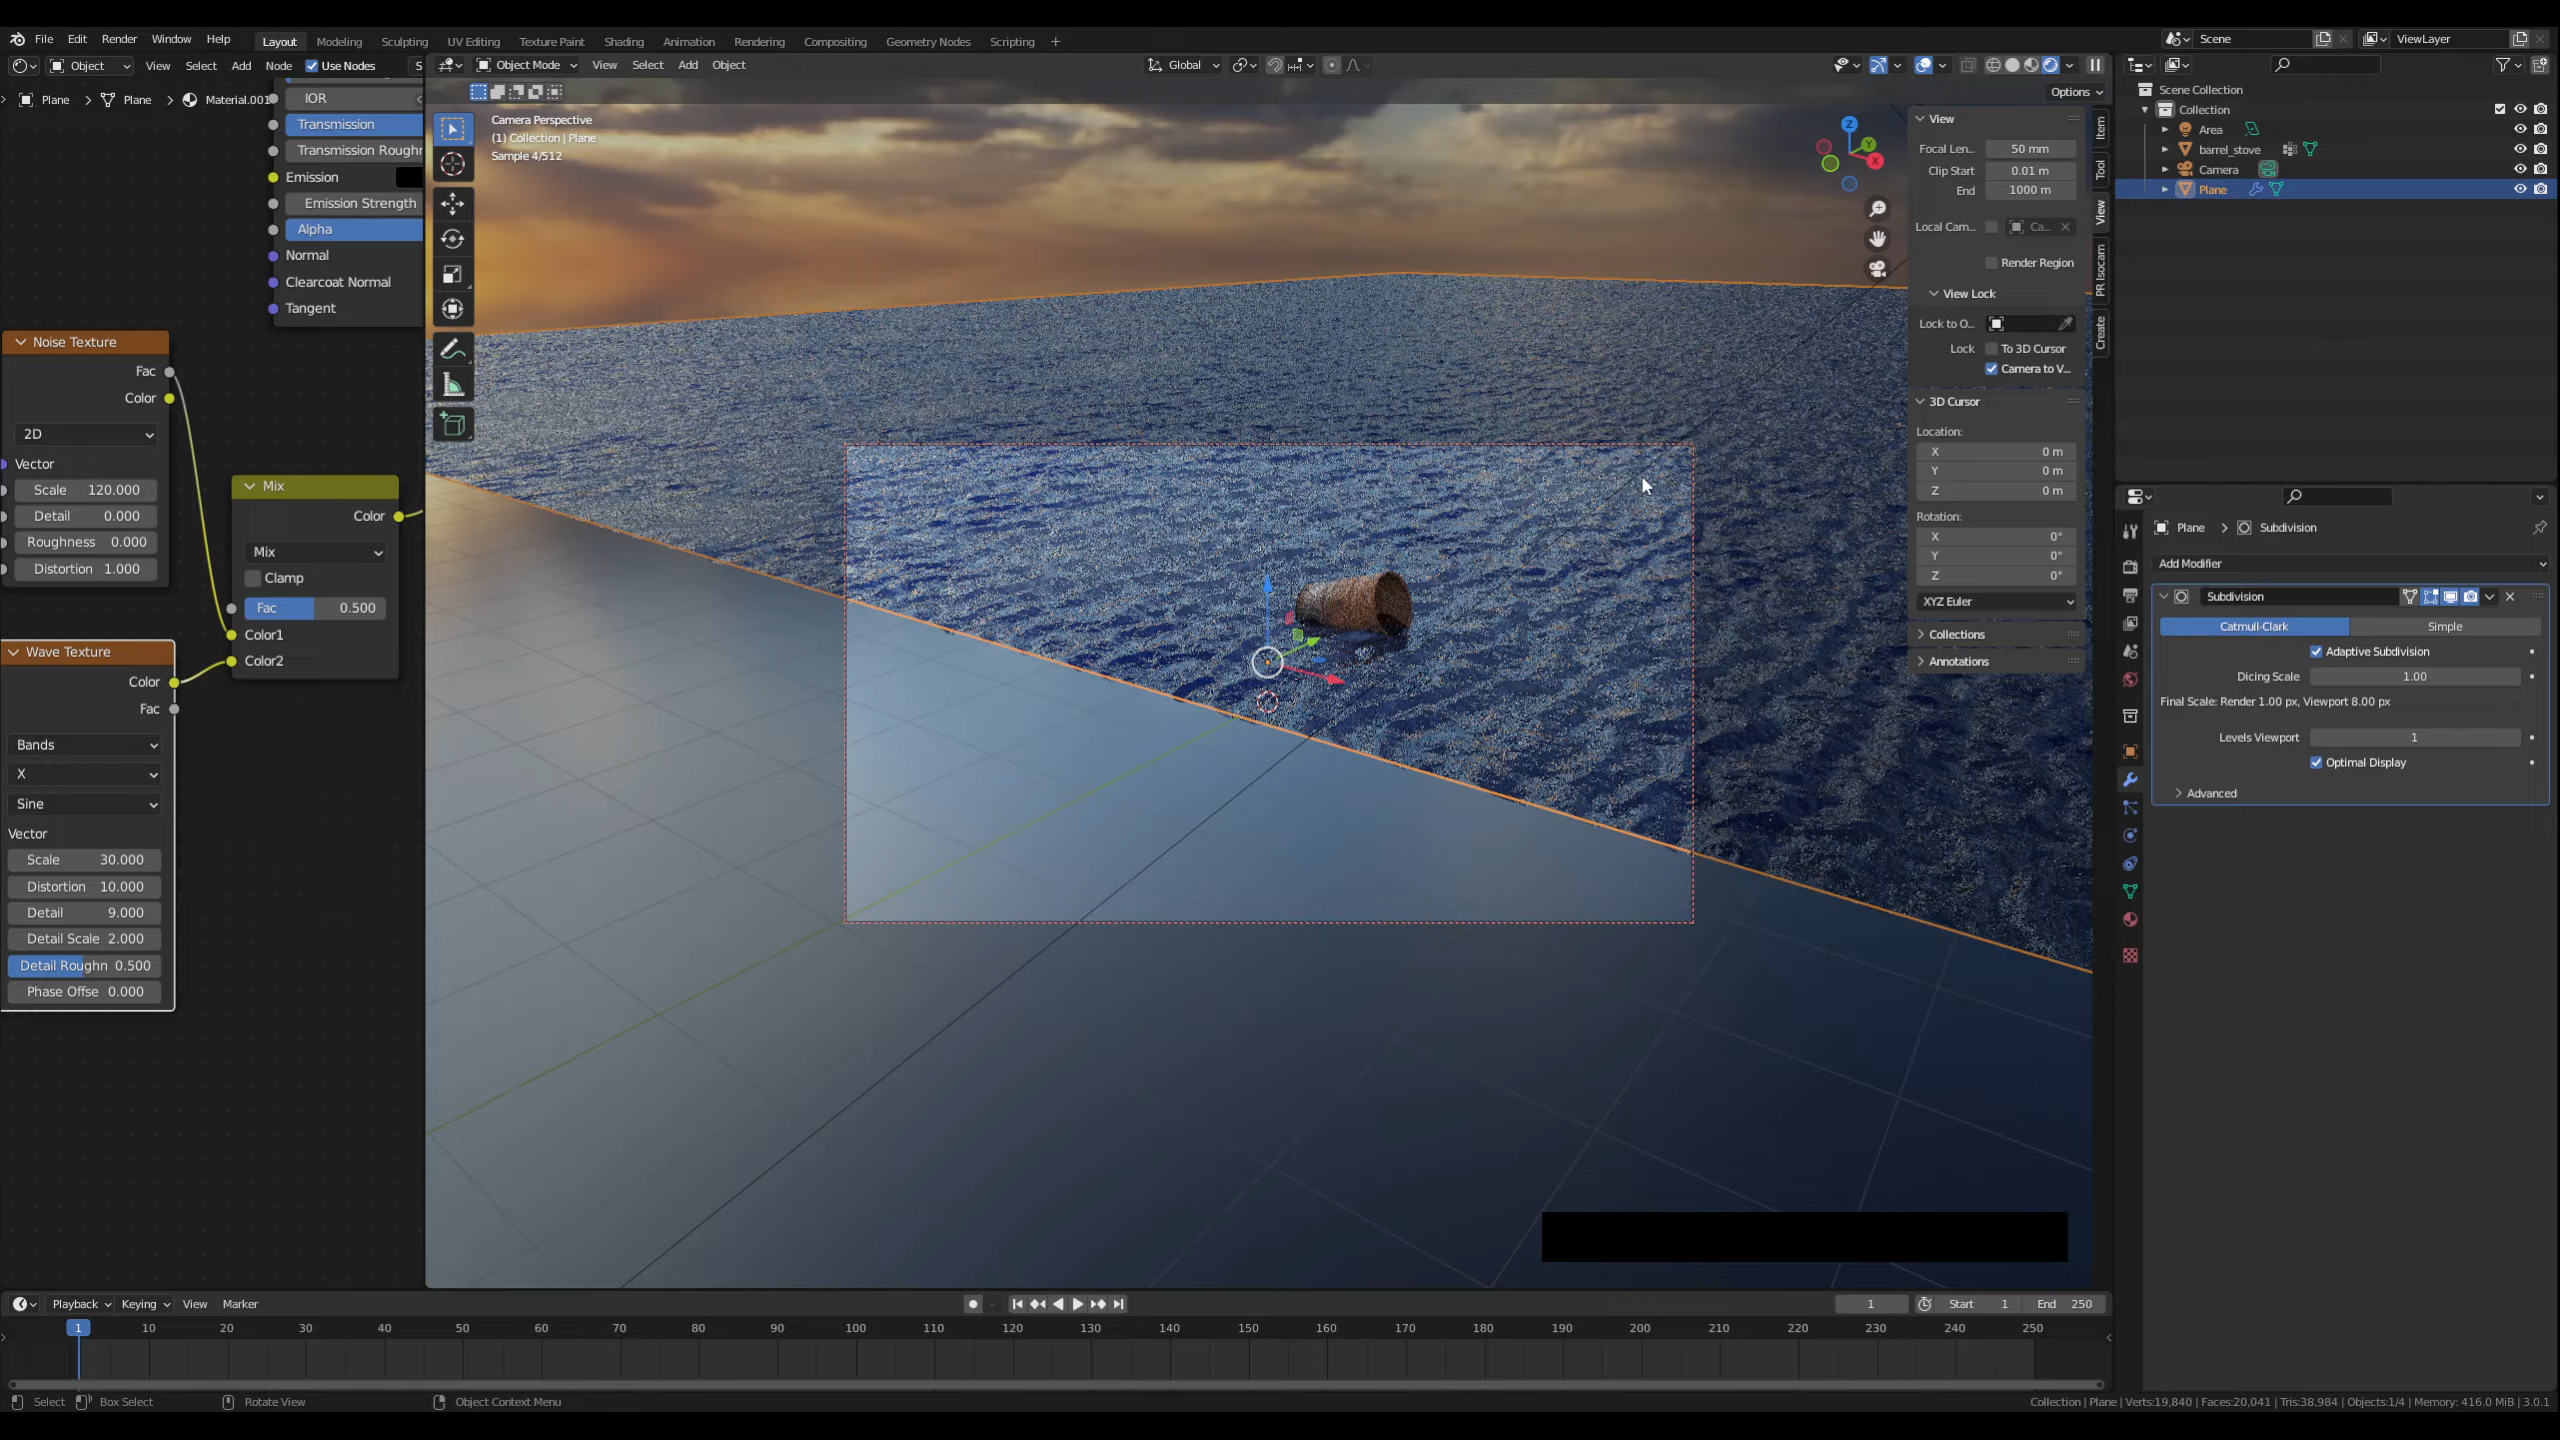 File Edit Render Window Help Layout Modeling Sculpting UV Editing Texture Paint Shading Animation Rendering Compositing Geometry Nodes Scripting + Scene ViewLayer
Object View Select Add Node Use Nodes S Object Mode View Select Add Object Global
Options
Plane > Plane > Material.001
IOR
Transmission
Transmission Roughr
Emission
Emission Strength
Alpha
Normal
Clearcoat Normal
Tangent
Noise Texture
Fac
Color
2D
Vector
Scale 120.000
Detail 0.000
Roughness 0.000
Distortion 1.000
Mix
Color
Mix
Clamp
Fac 0.500
Color1
Color2
Wave Texture
Color
Fac
Bands
X
Sine
Vector
Scale 30.000
Distortion 10.000
Detail 9.000
Detail Scale 2.000
Detail Roughn 0.500
Phase Offse 0.000
Camera Perspective
(1) Collection | Plane
Sample 4/512
Z
Y
X
View
Focal Len... 50 mm
Clip Start 0.01 m
End 1000 m
Local Cam... Ca...
Render Region
View Lock
Lock to O...
Lock To 3D Cursor
Camera to V...
3D Cursor
Location:
X 0 m
Y 0 m
Z 0 m
Rotation:
X 0°
Y 0°
Z 0°
XYZ Euler
Collections
Annotations
Item
Tool
View
PR Isocam
Create
Scene Collection
Collection
Area
barrel_stove
Camera
Plane
Plane > Subdivision
Add Modifier
Subdivision
Catmull-Clark Simple
Adaptive Subdivision
Dicing Scale 1.00
Final Scale: Render 1.00 px, Viewport 8.00 px
Levels Viewport 1
Optimal Display
Advanced
Playback Keying View Marker 1 Start 1 End 250
1 10 20 30 40 50 60 70 80 90 100 110 120 130 140 150 160 170 180 190 200 210 220 230 240 250
Select Box Select Rotate View Object Context Menu Collection | Plane | Verts:19,840 | Faces:20,041 | Tris:38,984 | Objects:1/4 | Memory: 416.0 MiB | 3.0.1